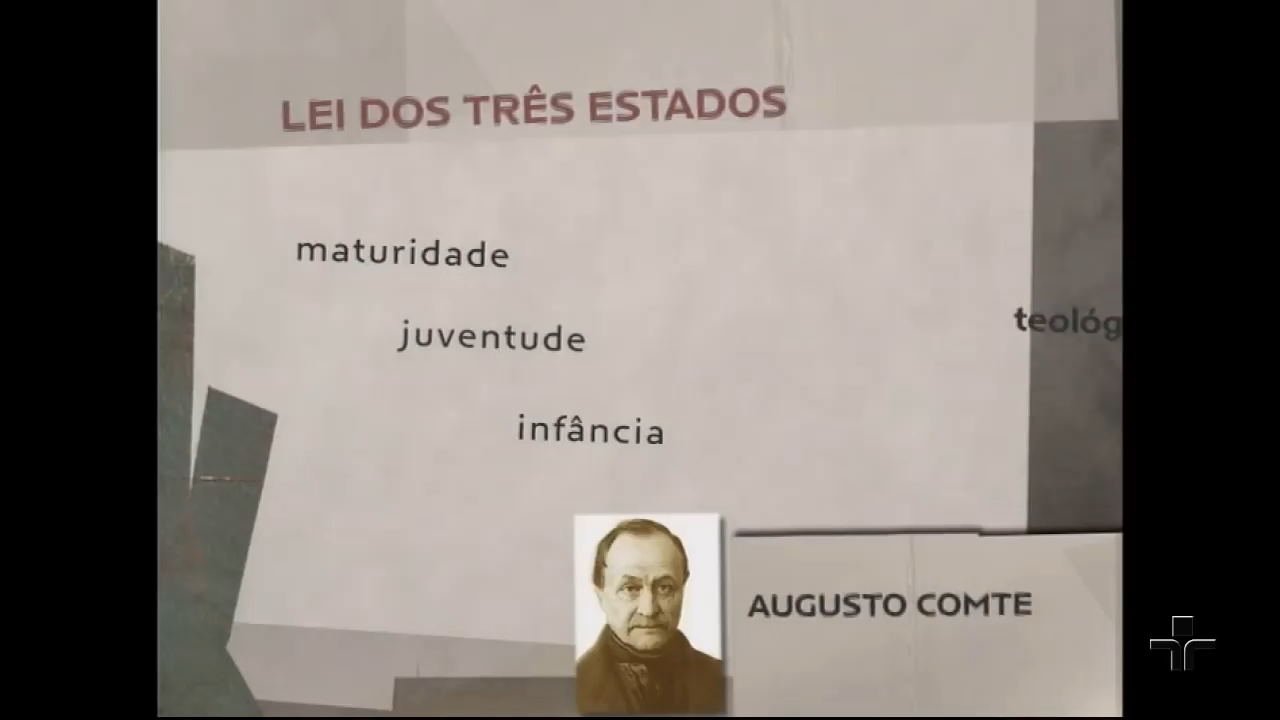 LEI DOS TRÊS ESTADOS
maturidade
juventude
teológ
infância
AUGUSTO COMTE